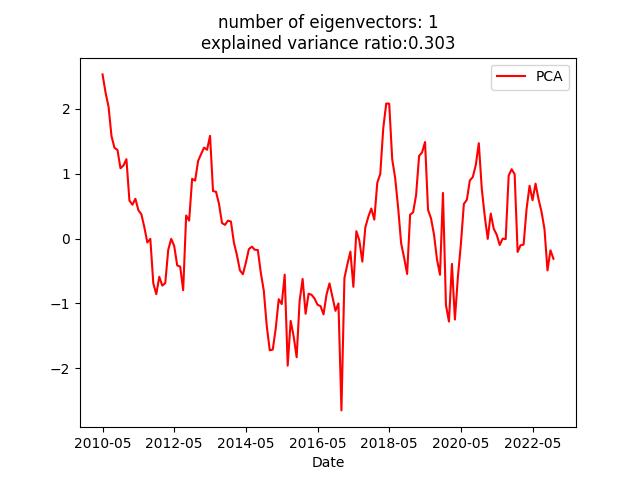 number of eigenvectors: 1
explained variance ratio:0.303
PCA
2
1
0
−1
−2
2010-05 2012-05 2014-05 2016-05 2018-05 2020-05 2022-05
Date